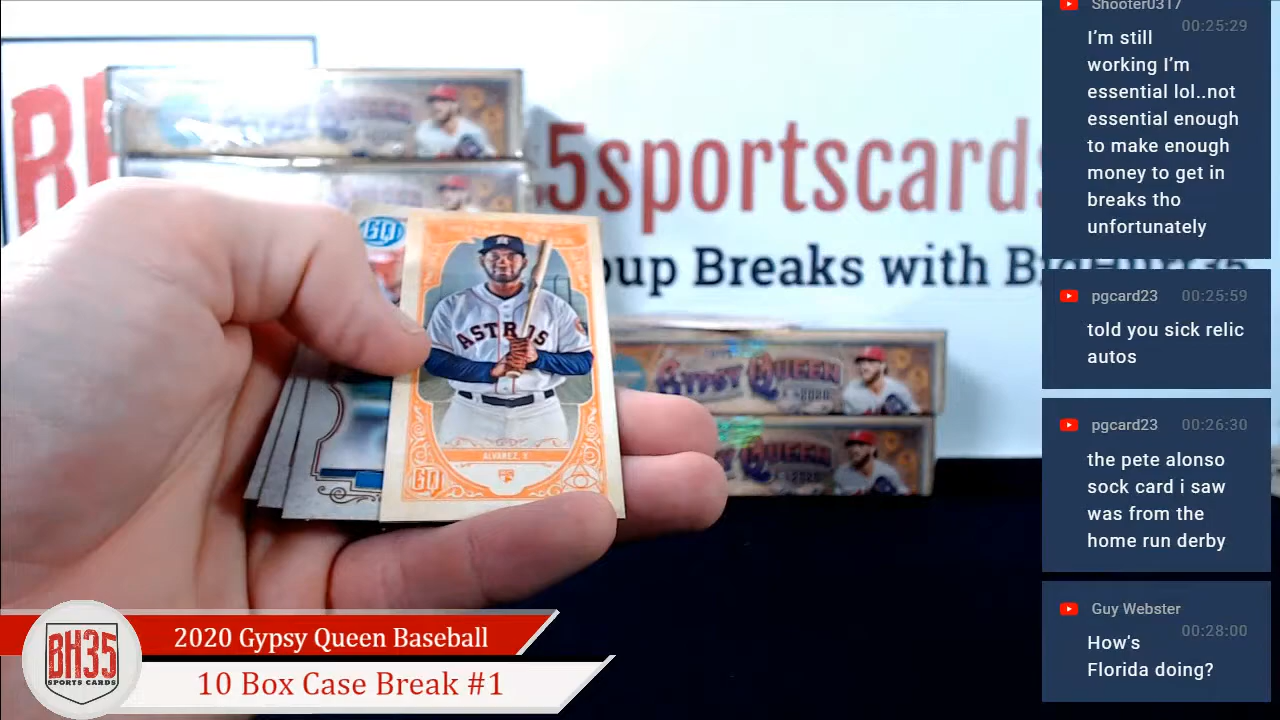 5sportscards
oup Breaks with
GQ
ASTROS
ALVAREZ, Y.
RC
GQ
GYPSY QUEEN
2020
QUEEN
2020
Shooter0317
00:25:29
I'm still
working I'm
essential lol..not
essential enough
to make enough
money to get in
breaks tho
unfortunately
pgcard23 00:25:59
told you sick relic
autos
pgcard23 00:26:30
the pete alonso
sock card i saw
was from the
home run derby
Guy Webster
00:28:00
How's
Florida doing?
BH35
SPORTS CARDS
2020 Gypsy Queen Baseball
10 Box Case Break #1